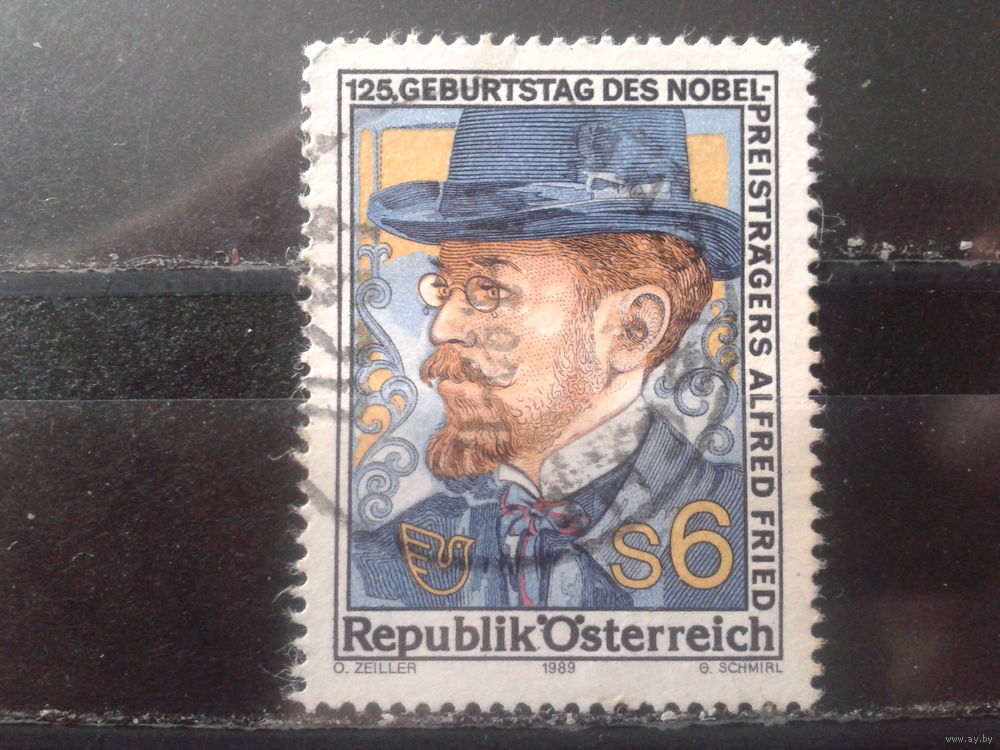 125. GEBURTSTAG DES NOBEL-
PREISTRÄGERS ALFRED FRIED
S6
Republik Österreich
O. ZEILLER 1989 G. SCHMIRL
www.ay.by